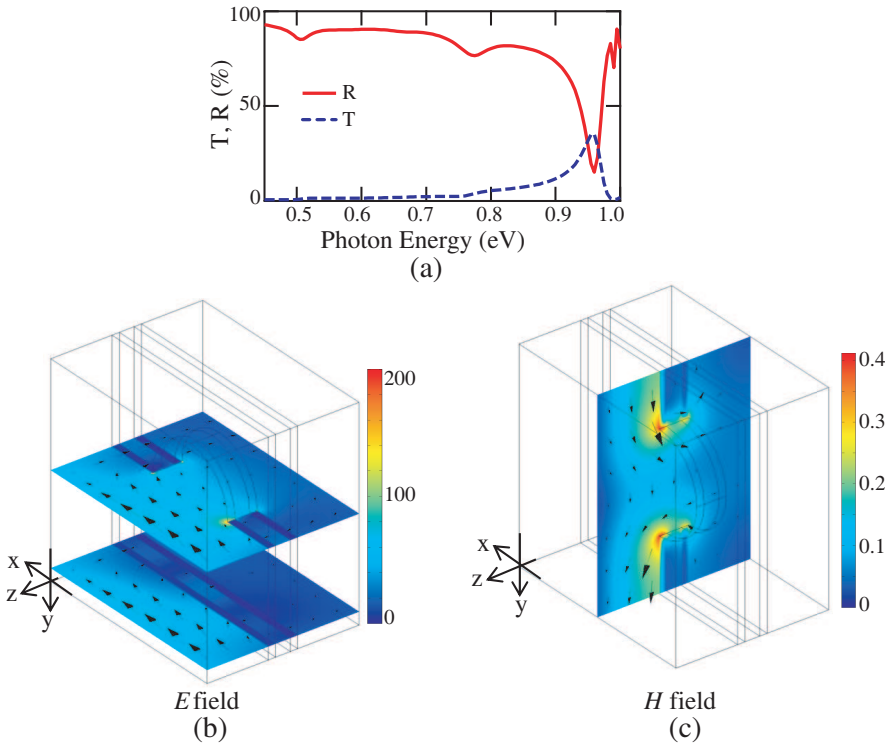 100
50
0
T, R (%)
R
T
0.5 0.6 0.7 0.8 0.9 1.0
Photon Energy (eV)
(a)
200
100
0
x
z
y
E field
(b)
0.4
0.3
0.2
0.1
0
x
z
y
H field
(c)